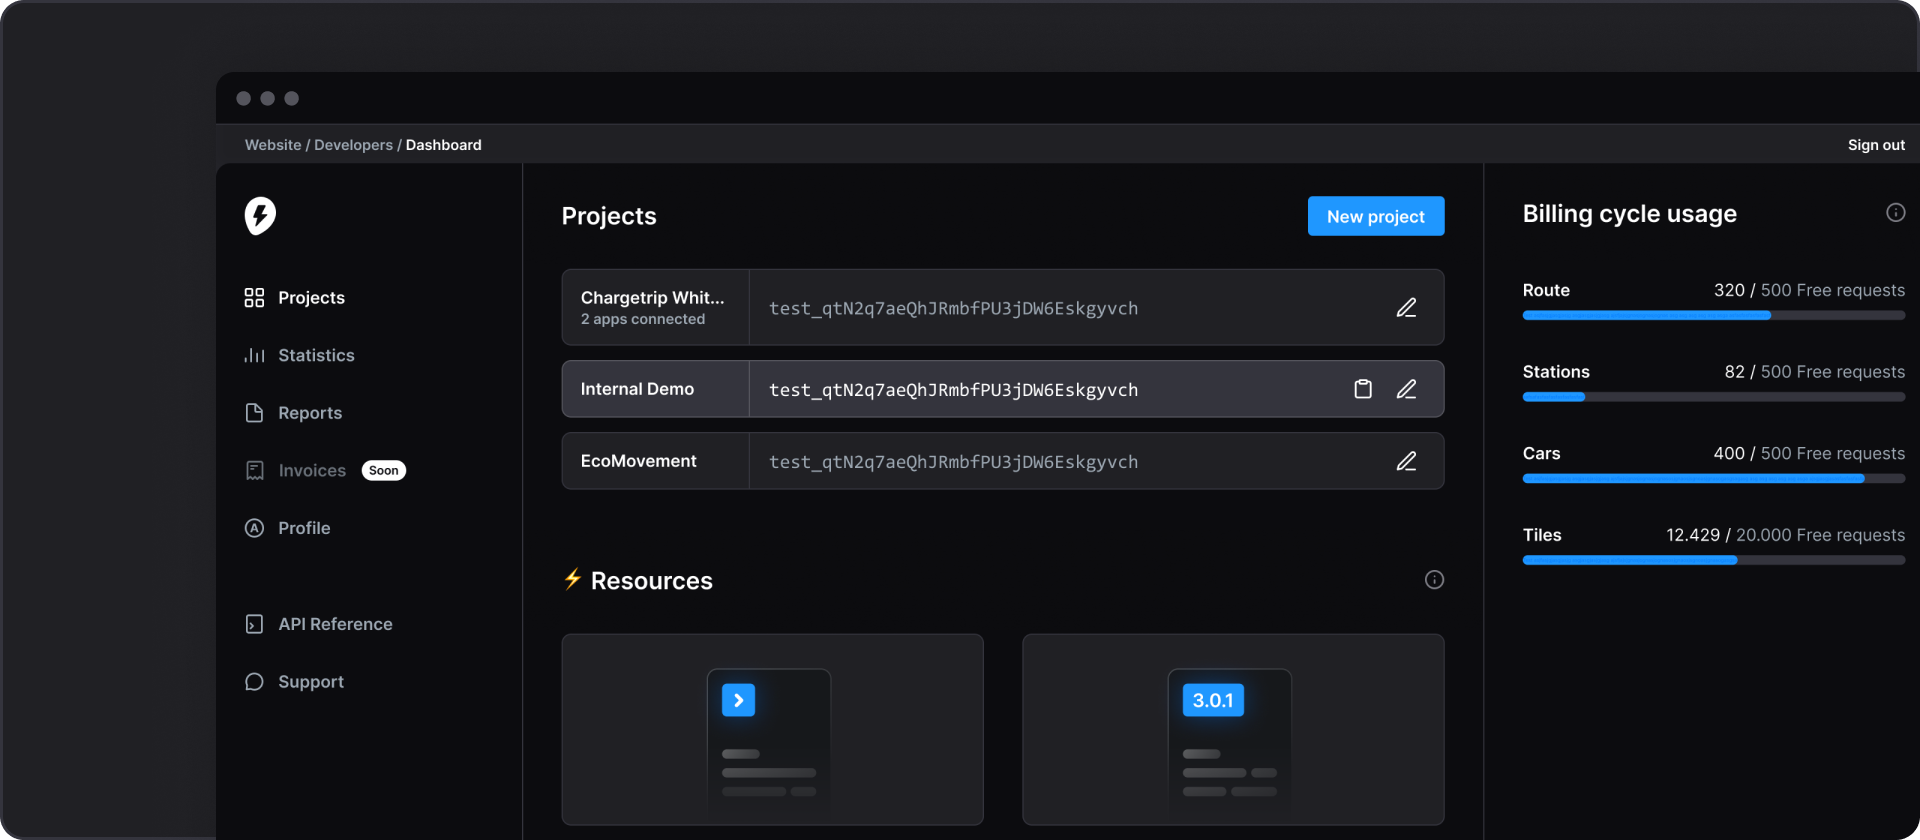 Website / Developers / Dashboard
Sign out
Projects
Statistics
Reports
Invoices Soon
Profile
API Reference
Support
Projects
New project
Chargetrip Whit...
2 apps connected
test_qtN2q7aeQhJRmbfPU3jDW6Eskgyvch
Internal Demo
test_qtN2q7aeQhJRmbfPU3jDW6Eskgyvch
EcoMovement
test_qtN2q7aeQhJRmbfPU3jDW6Eskgyvch
⚡ Resources
3.0.1
Billing cycle usage
Route 320 / 500 Free requests
Stations 82 / 500 Free requests
Cars 400 / 500 Free requests
Tiles 12.429 / 20.000 Free requests